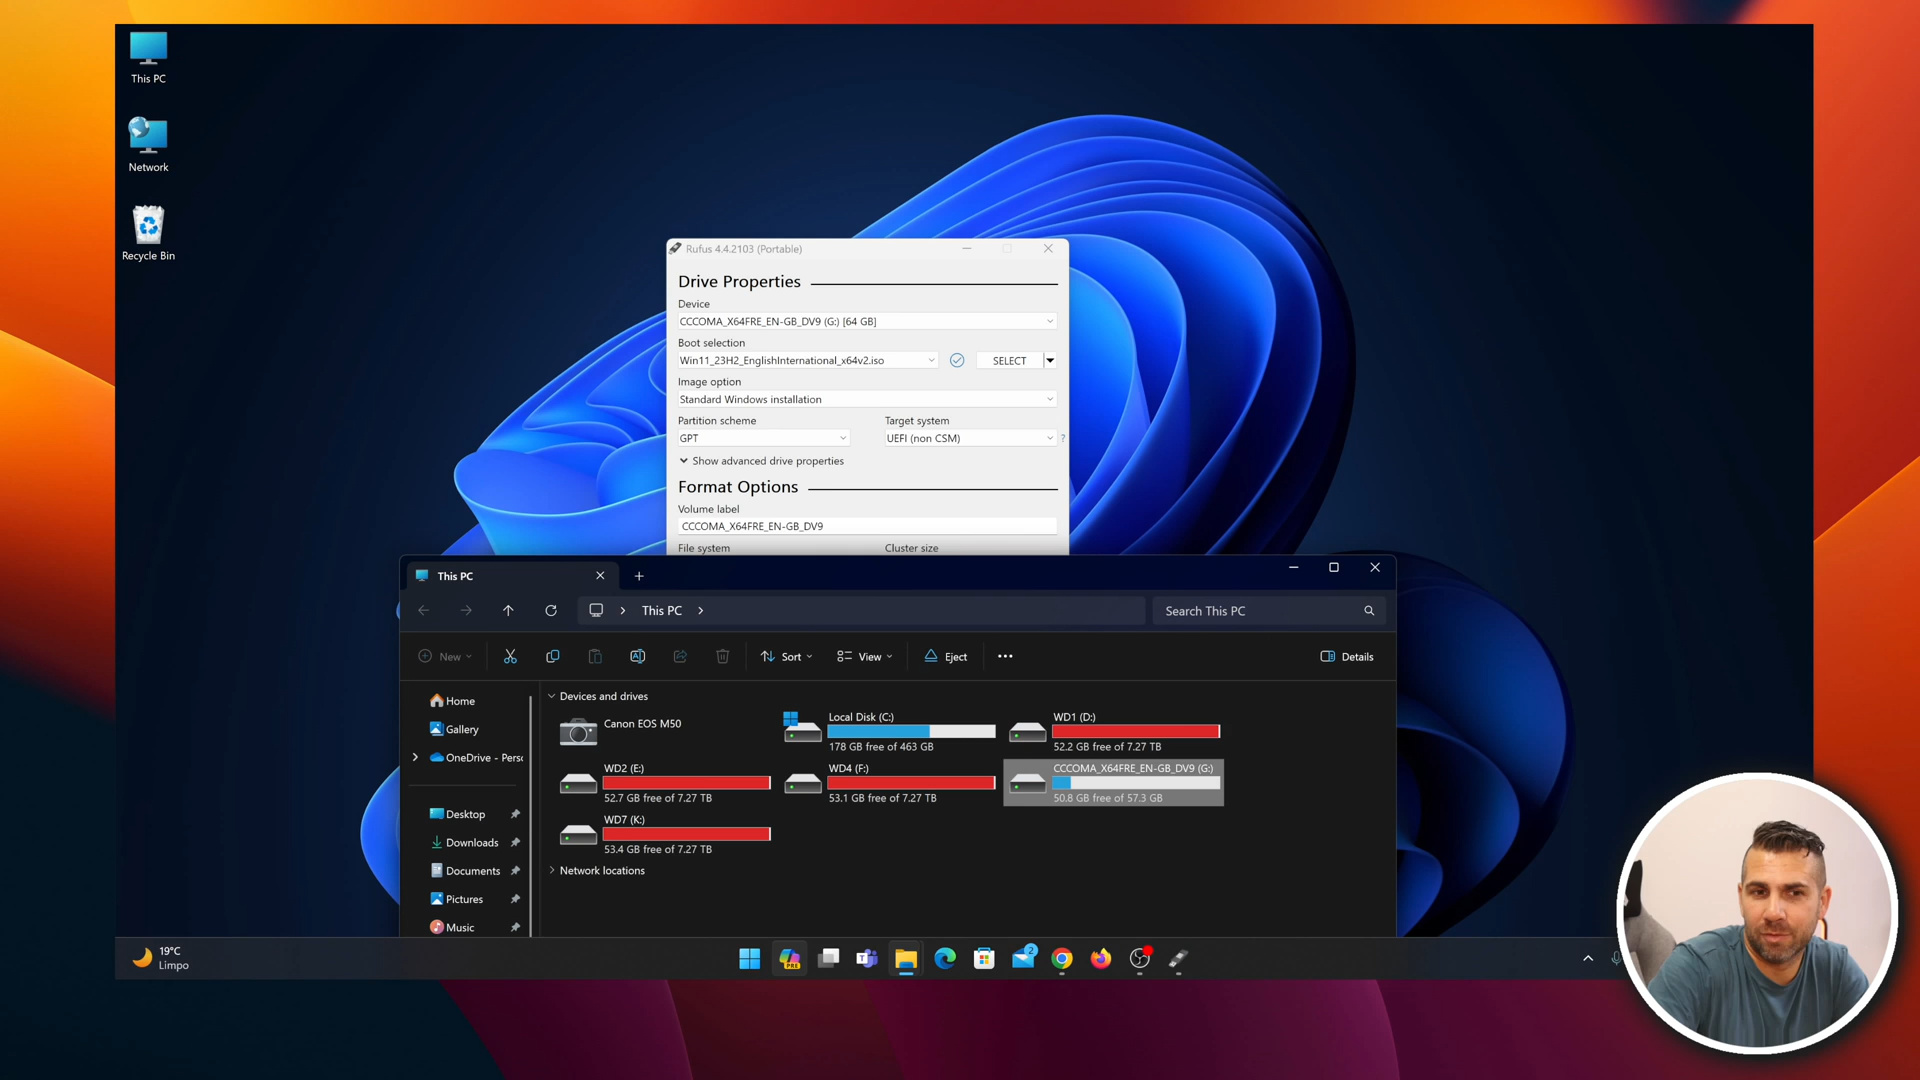 This PC
Network
Recycle Bin
Rufus 4.4.2103 (Portable)
Drive Properties
Device
CCCOMA_X64FRE_EN-GB_DV9 (G:) [64 GB]
Boot selection
Win11_23H2_EnglishInternational_x64v2.iso
SELECT
Image option
Standard Windows installation
Partition scheme
Target system
GPT
UEFI (non CSM)
?
Show advanced drive properties
Format Options
Volume label
CCCOMA_X64FRE_EN-GB_DV9
File system
Cluster size
This PC
This PC
Search This PC
New
Sort
View
Eject
Details
Home
Gallery
OneDrive - Perso
Desktop
Downloads
Documents
Pictures
Music
Devices and drives
Canon EOS M50
Local Disk (C:)
178 GB free of 463 GB
WD1 (D:)
52.2 GB free of 7.27 TB
WD2 (E:)
52.7 GB free of 7.27 TB
WD4 (F:)
53.1 GB free of 7.27 TB
CCCOMA_X64FRE_EN-GB_DV9 (G:)
50.8 GB free of 57.3 GB
WD7 (K:)
53.4 GB free of 7.27 TB
Network locations
19°C
Limpo
PRE
2